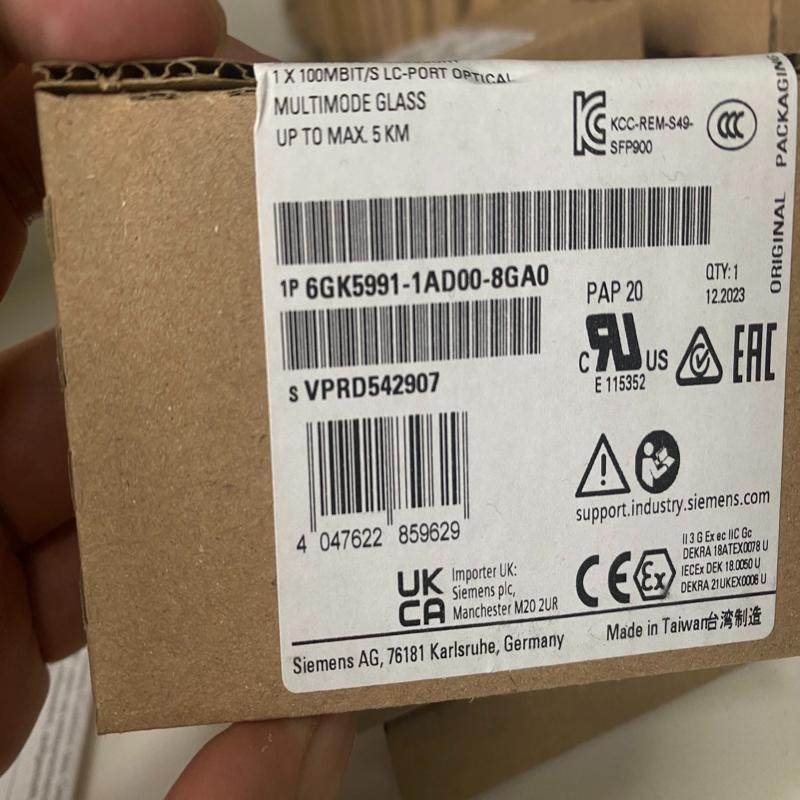 1 X 100MBIT/S LC-PORT OPTICAL
MULTIMODE GLASS
UP TO MAX. 5 KM
KCC-REM-S49-
SFP900
CCC
ORIGINAL PACKAGING
1P 6GK5991-1AD00-8GA0
QTY: 1
12.2023
PAP 20
S VPRD542907
C RU US
E 115352
EAC
4 047622 859629
support.industry.siemens.com
UK
CA
Importer UK:
Siemens plc,
Manchester M20 2UR
CE Ex
II 3 G Ex ec IIC Gc
DEKRA 18ATEX0078 U
IECEx DEK 18.0050 U
DEKRA 21UKEX0006 U
Siemens AG, 76181 Karlsruhe, Germany
Made in Taiwan台湾制造